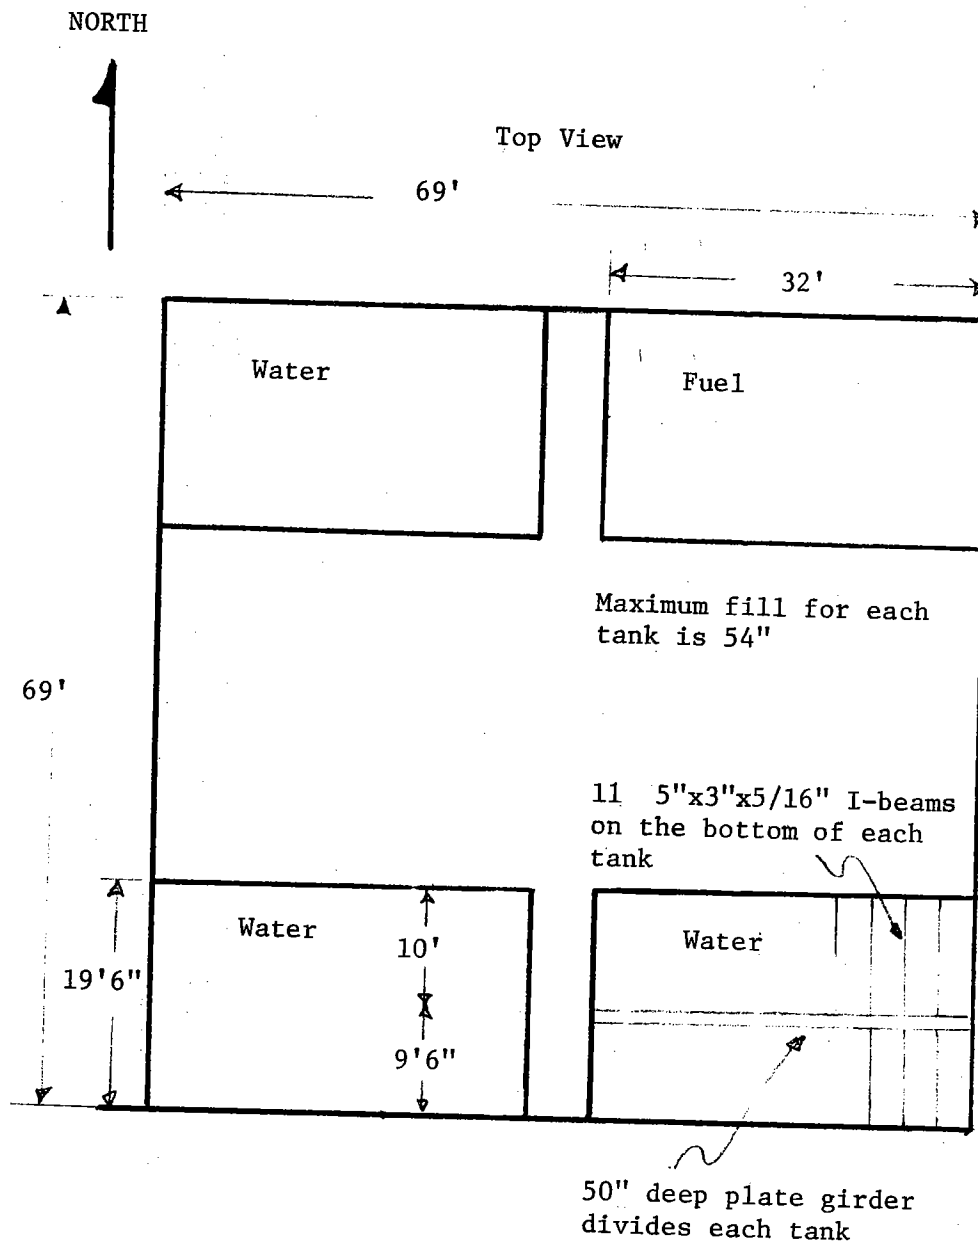 NORTH
Top View
69'
32'
Water
Fuel
Maximum fill for each
tank is 54"
69'
11 5"x3"x5/16" I-beams
on the bottom of each
tank
Water
10'
Water
19'6"
9'6"
50" deep plate girder
divides each tank